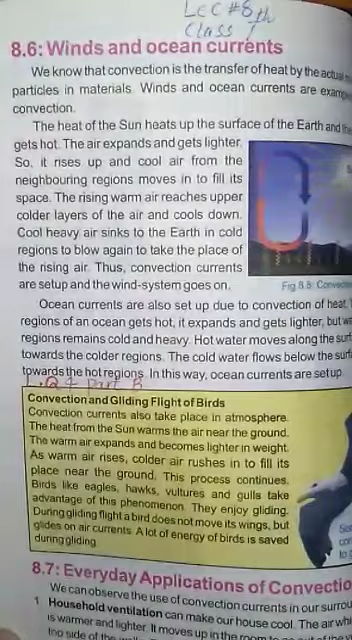 Lec #8th
Class 7
8.6: Winds and ocean currents
We know that convection is the transfer of heat by the actual
particles in materials. Winds and ocean currents are
convection.
The heat of the Sun heats up the surface of the Earth and
gets hot. The air expands and gets lighter.
So, it rises up and cool air from the
neighbouring regions moves in to fill its
space. The rising warm air reaches upper
colder layers of the air and cools down.
Cool heavy air sinks to the Earth in cold
regions to blow again to take the place of
the rising air. Thus, convection currents
are setup and the wind-system goes on.
Fig 8.8:
Ocean currents are also set up due to convection of heat.
regions of an ocean gets hot, it expands and gets lighter, but
regions remains cold and heavy. Hot water moves along the
towards the colder regions. The cold water flows below the
towards the hot regions. In this way, ocean currents are set up.
Part B
Convection and Gliding Flight of Birds
Convection currents also take place in atmosphere.
The heat from the Sun warms the air near the ground.
The warm air expands and becomes lighter in weight.
As warm air rises, colder air rushes in to fill its
place near the ground. This process continues.
Birds like eagles, hawks, vultures and gulls take
advantage of this phenomenon. They enjoy gliding.
During gliding flight a bird does not move its wings, but
glides on air currents. A lot of energy of birds is saved
during gliding.
8.7: Everyday Applications of
We can observe the use of convection currents in our
1 Household ventilation can make our house cool. The air
is warmer and lighter. It moves up in the room
top side of the